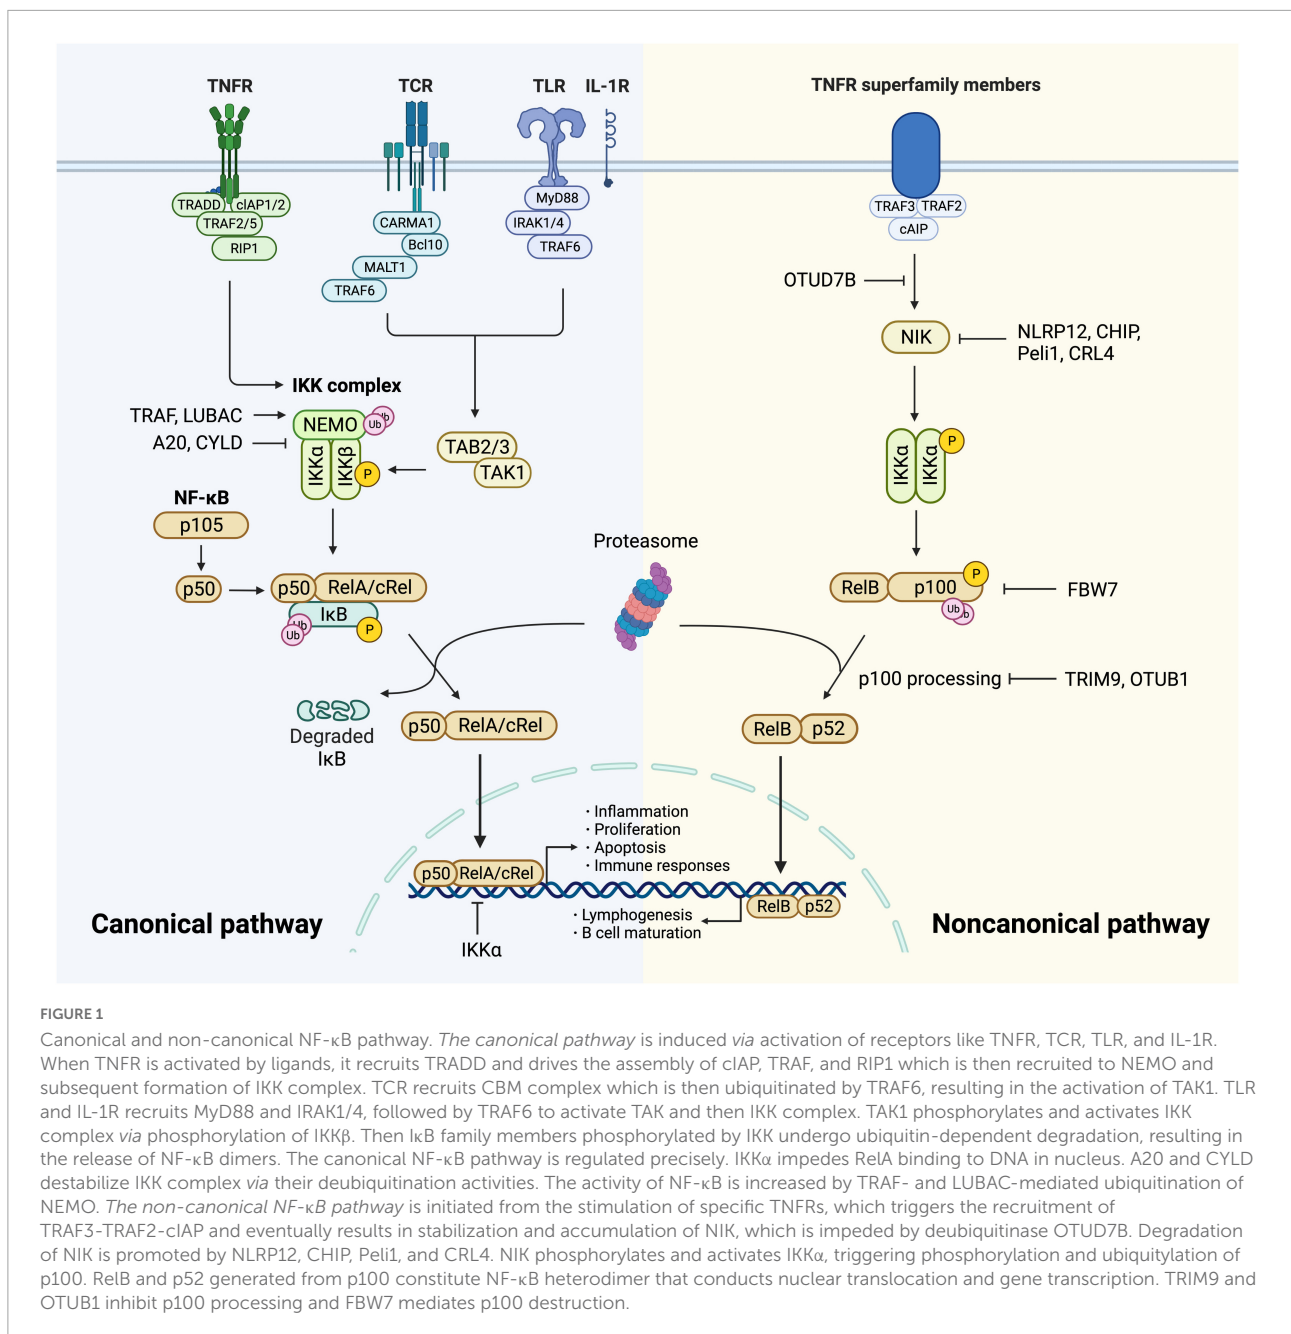 TNFR
TCR
TLR
IL-1R
TNFR superfamily members
TRADD
cIAP1/2
TRAF2/5
RIP1
CARMA1
Bcl10
MALT1
TRAF6
MyD88
IRAK1/4
TRAF6
TRAF3
TRAF2
cAIP
OTUD7B
NIK
NLRP12, CHIP,
Peli1, CRL4
IKK complex
TRAF, LUBAC
A20, CYLD
NEMO
Ub
Ub
IKKα
IKKβ
P
TAB2/3
TAK1
IKKα
IKKα
P
NF-κB
p105
p50
p50
RelA/cRel
IκB
Ub
Ub
P
Proteasome
RelB
p100
P
Ub
Ub
FBW7
p100 processing
TRIM9, OTUB1
Degraded
IκB
p50
RelA/cRel
RelB
p52
· Inflammation
· Proliferation
· Apoptosis
· Immune responses
p50
RelA/cRel
RelB
p52
· Lymphogenesis
· B cell maturation
IKKα
Canonical pathway
Noncanonical pathway
FIGURE 1
Canonical and non-canonical NF-κB pathway. The canonical pathway is induced via activation of receptors like TNFR, TCR, TLR, and IL-1R.
When TNFR is activated by ligands, it recruits TRADD and drives the assembly of cIAP, TRAF, and RIP1 which is then recruited to NEMO and
subsequent formation of IKK complex. TCR recruits CBM complex which is then ubiquitinated by TRAF6, resulting in the activation of TAK1. TLR
and IL-1R recruits MyD88 and IRAK1/4, followed by TRAF6 to activate TAK and then IKK complex. TAK1 phosphorylates and activates IKK
complex via phosphorylation of IKKβ. Then IκB family members phosphorylated by IKK undergo ubiquitin-dependent degradation, resulting in
the release of NF-κB dimers. The canonical NF-κB pathway is regulated precisely. IKKα impedes RelA binding to DNA in nucleus. A20 and CYLD
destabilize IKK complex via their deubiquitination activities. The activity of NF-κB is increased by TRAF- and LUBAC-mediated ubiquitination of
NEMO. The non-canonical NF-κB pathway is initiated from the stimulation of specific TNFRs, which triggers the recruitment of
TRAF3-TRAF2-cIAP and eventually results in stabilization and accumulation of NIK, which is impeded by deubiquitinase OTUD7B. Degradation
of NIK is promoted by NLRP12, CHIP, Peli1, and CRL4. NIK phosphorylates and activates IKKα, triggering phosphorylation and ubiquitylation of
p100. RelB and p52 generated from p100 constitute NF-κB heterodimer that conducts nuclear translocation and gene transcription. TRIM9 and
OTUB1 inhibit p100 processing and FBW7 mediates p100 destruction.